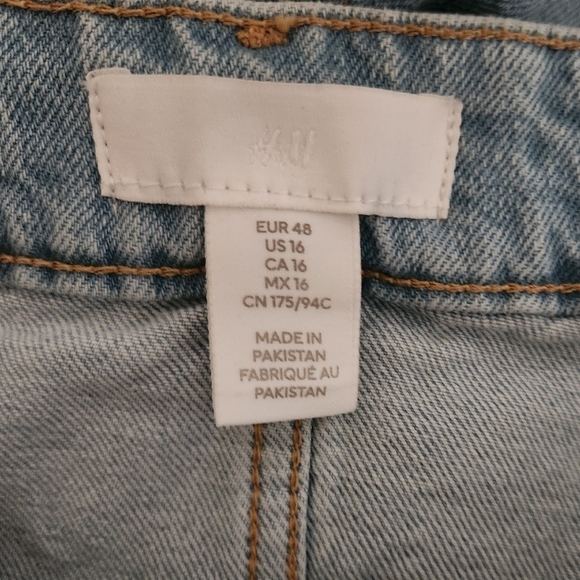 H&M
EUR 48
US 16
CA 16
MX 16
CN 175/94C
MADE IN
PAKISTAN
FABRIQUÉ AU
PAKISTAN